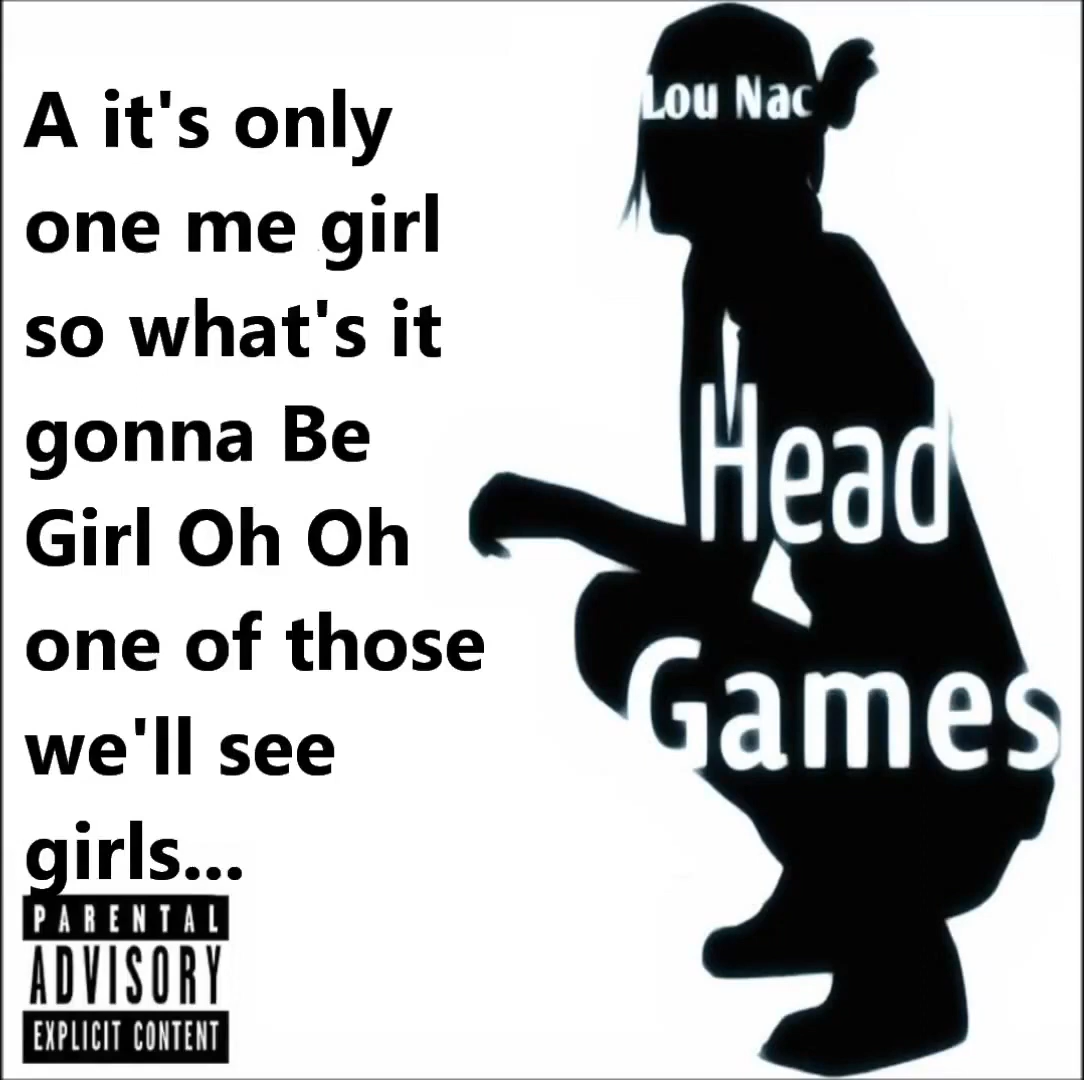 A it's only
one me girl
so what's it
gonna Be
Girl Oh Oh
one of those
we'll see
girls...
PARENTAL
ADVISORY
EXPLICIT CONTENT
Lou Nac
Head
Games